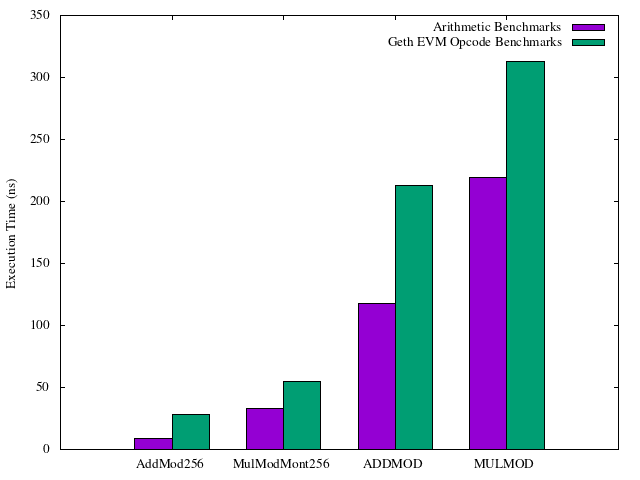 Arithmetic Benchmarks
Geth EVM Opcode Benchmarks
Execution Time (ns)
350
300
250
200
150
100
50
0
AddMod256 MulModMont256 ADDMOD MULMOD